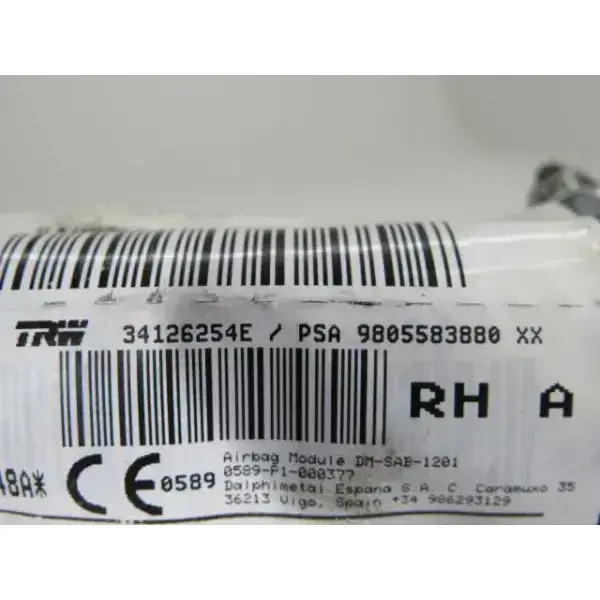 TRW 34126254E / PSA 9805583880 XX
RH A
A8A* CE 0589
Airbag Module DM-SAB-1201
0589-P1-000377
Dalphimetal Espana S A. C Caramuxo 35
36213 Vigo, Spain +34 986293129